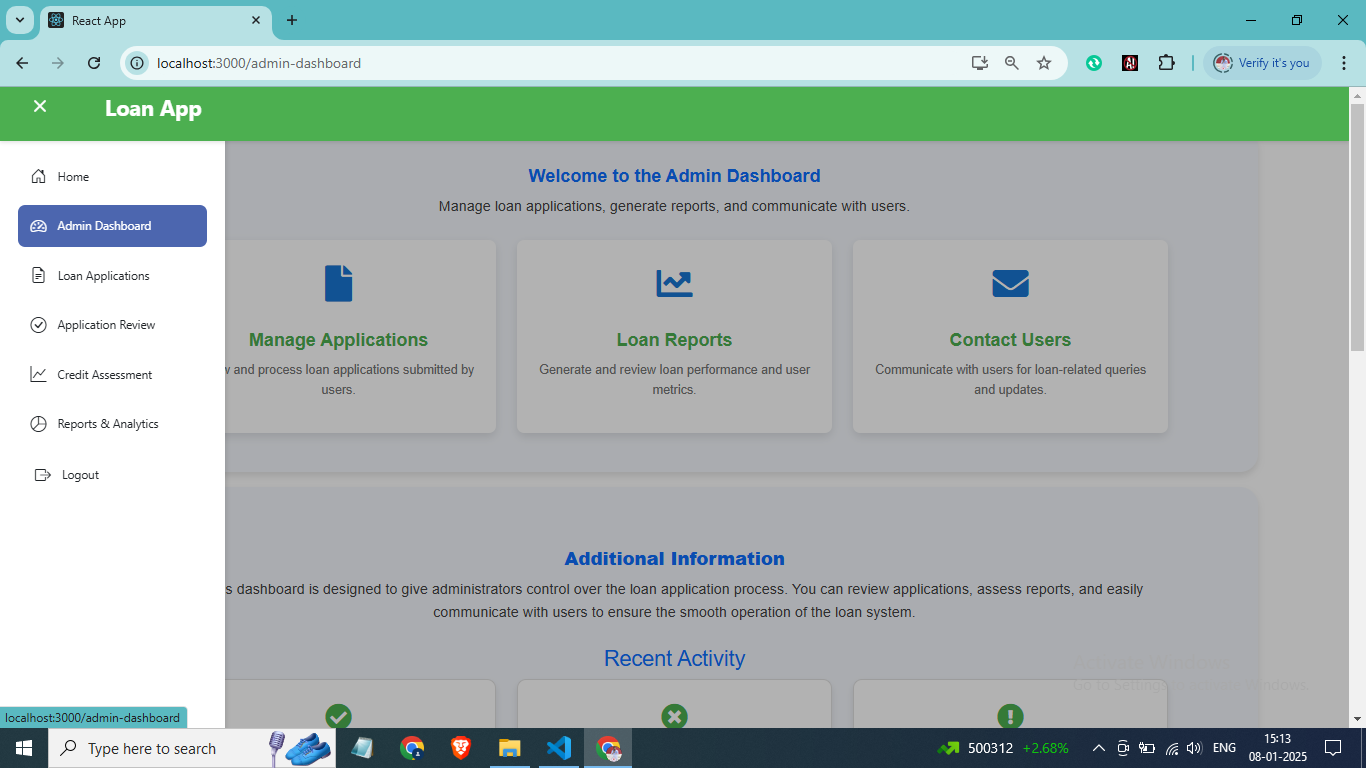 React App
localhost:3000/admin-dashboard
Verify it's you
Loan App
Home
Admin Dashboard
Loan Applications
Application Review
Credit Assessment
Reports & Analytics
Logout
Welcome to the Admin Dashboard
Manage loan applications, generate reports, and communicate with users.
Manage Applications
and process loan applications submitted by
users.
Loan Reports
Generate and review loan performance and user
metrics.
Contact Users
Communicate with users for loan-related queries
and updates.
Additional Information
dashboard is designed to give administrators control over the loan application process. You can review applications, assess reports, and easily
communicate with users to ensure the smooth operation of the loan system.
Recent Activity
Activate Windows
Go to Settings to activate Windows.
localhost:3000/admin-dashboard
Type here to search
500312 +2.68%
ENG
15:13
08-01-2025